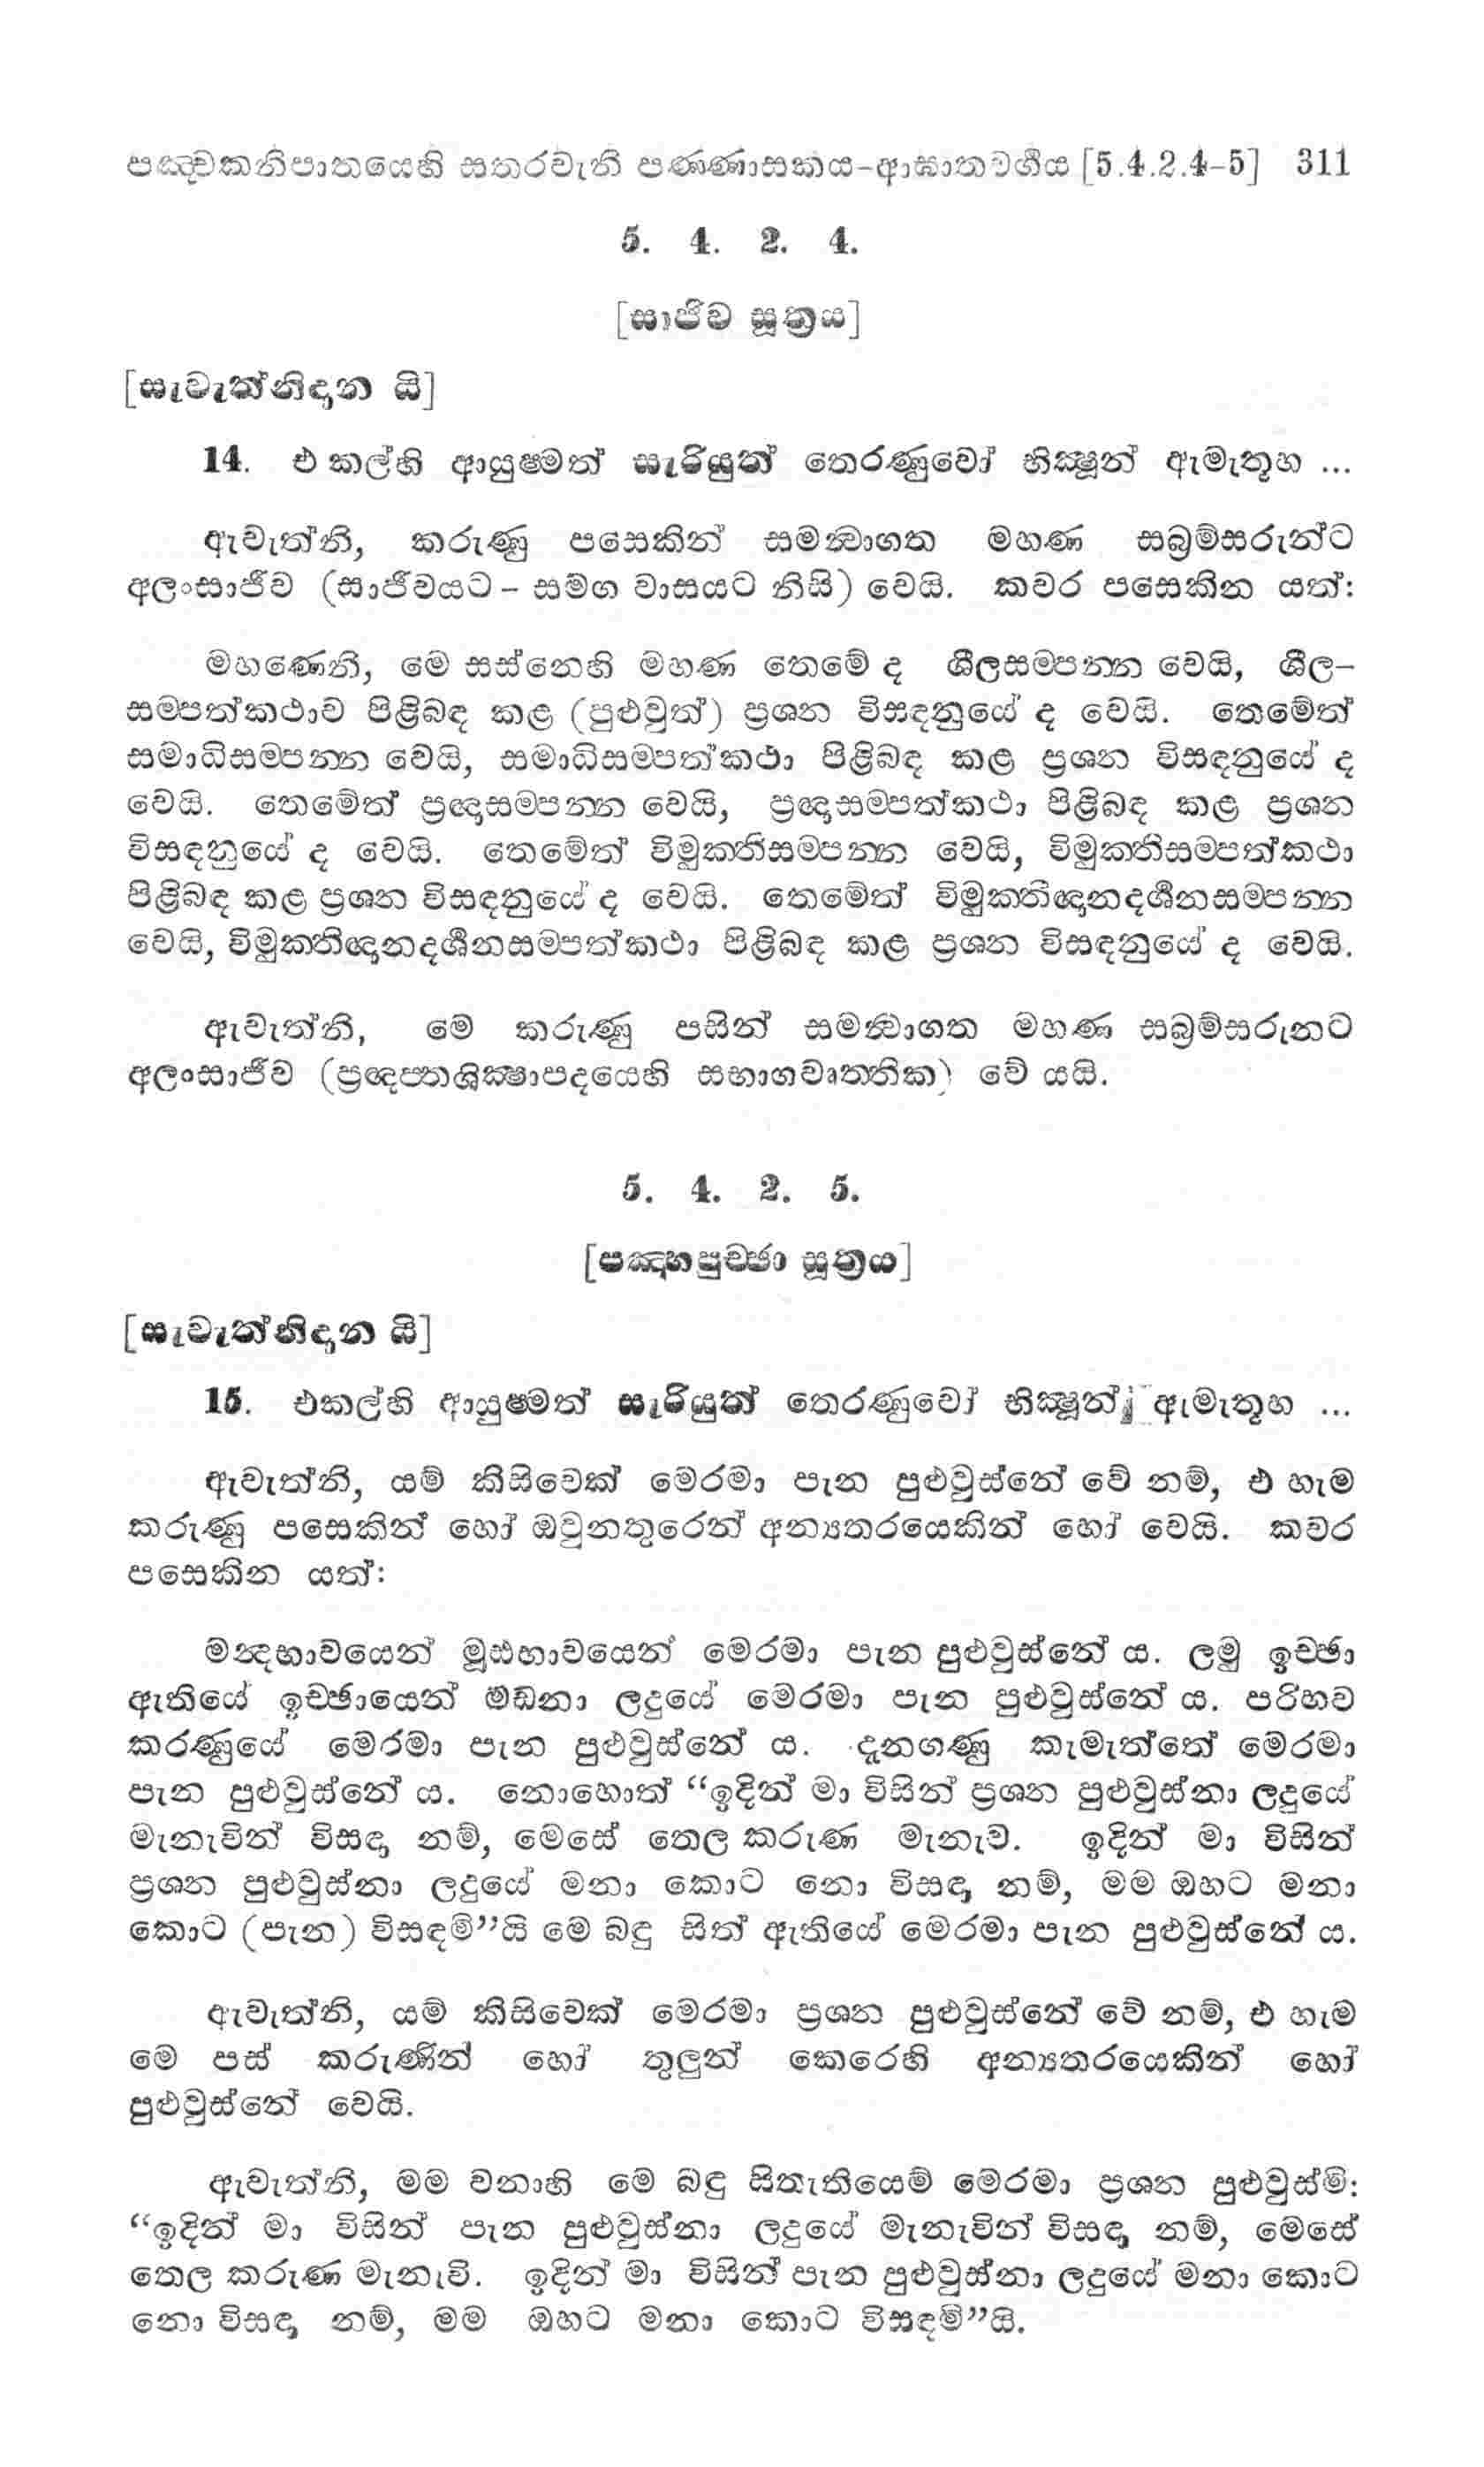 පඤ්චකනිපාතයෙහි සතරවැනි පණ්ණාසකය-ආඝාතවර්ගය [5.4.2.4-5] 311
5. 4. 2. 4.
[සාජීව සූත්‍රය]
[සැවැත්නිදාන යි]
14. එ කල්හි ආයුෂ්මත් සැරියුත් තෙරණුවෝ භික්ෂූන් ඇමැතූහ ...
ඇවැත්නි, කරුණු පසෙකින් සමන්වාගත මහණ සබ්‍රම්සරුන්ට
අලංසාජීව (සාජීවයට - සමග වාසයට නිසි) වෙයි. කවර පසෙකින යත්:
මහණෙනි, මෙ සස්නෙහි මහණ තෙමේ ද ශීලසම්පන්න වෙයි, ශීල-
සම්පත්කථාව පිළිබඳ කළ (පුළුවුත්) ප්‍රශ්න විසඳනුයේ ද වෙයි. තෙමේත්
සමාධිසම්පන්න වෙයි, සමාධිසම්පත්කථා පිළිබඳ කළ ප්‍රශ්න විසඳනුයේ ද
වෙයි. තෙමේත් ප්‍රඥාසම්පන්න වෙයි, ප්‍රඥාසම්පත්කථා පිළිබඳ කළ ප්‍රශ්න
විසඳනුයේ ද වෙයි. තෙමේත් විමුක්තිසම්පන්න වෙයි, විමුක්තිසම්පත්කථා
පිළිබඳ කළ ප්‍රශ්න විසඳනුයේ ද වෙයි. තෙමේත් විමුක්තිඥානදර්ශනසම්පන්න
වෙයි, විමුක්තිඥානදර්ශනසම්පත්කථා පිළිබඳ කළ ප්‍රශ්න විසඳනුයේ ද වෙයි.
ඇවැත්නි, මෙ කරුණු පසින් සමන්වාගත මහණ සබ්‍රම්සරුනට
අලංසාජීව (ප්‍රඥප්තශික්ෂාපදයෙහි සභාගවෘත්තික) වේ යයි.
5. 4. 2. 5.
[පඤ්හපුච්ඡා සූත්‍රය]
[සැවැත්නිදාන යි]
15. එකල්හි ආයුෂ්මත් සැරියුත් තෙරණුවෝ භික්ෂූන් ඇමැතූහ ...
ඇවැත්නි, යම් කිසිවෙක් මෙරමා පැන පුළුවුස්නේ වේ නම්, එ හැම
කරුණු පසෙකින් හෝ ඔවුනතුරෙන් අන්‍යතරයෙකින් හෝ වෙයි. කවර
පසෙකින යත්:
මන්දභාවයෙන් මූඪභාවයෙන් මෙරමා පැන පුළුවුස්නේ ය. ලමු ඉච්ඡා
ඇතියේ ඉච්ඡායෙන් මඩනා ලදුයේ මෙරමා පැන පුළුවුස්නේ ය. පරිභව
කරණුයේ මෙරමා පැන පුළුවුස්නේ ය. දැනගණු කැමැත්තේ මෙරමා
පැන පුළුවුස්නේ ය. නොහොත් “ඉදින් මා විසින් ප්‍රශ්න පුළුවුස්නා ලදුයේ
මැනැවින් විසඳා නම්, මෙසේ තෙල කරුණ මැනැව. ඉදින් මා විසින්
ප්‍රශ්න පුළුවුස්නා ලදුයේ මනා කොට නො විසඳා නම්, මම ඔහට මනා
කොට (පැන) විසඳමි”යි මෙ බඳු සිත් ඇතියේ මෙරමා පැන පුළුවුස්නේ ය.
ඇවැත්නි, යම් කිසිවෙක් මෙරමා ප්‍රශ්න පුළුවුස්නේ වේ නම්, එ හැම
මෙ පස් කරුණින් හෝ තුලුන් කෙරෙහි අන්‍යතරයෙකින් හෝ
පුළුවුස්නේ වෙයි.
ඇවැත්නි, මම වනාහි මෙ බඳු සිතැතියෙම් මෙරමා ප්‍රශ්න පුළුවුස්මි:
“ඉදින් මා විසින් පැන පුළුවුස්නා ලදුයේ මැනැවින් විසඳා නම්, මෙසේ
තෙල කරුණ මැනැවි. ඉදින් මා විසින් පැන පුළුවුස්නා ලදුයේ මනා කොට
නො විසඳා නම්, මම ඔහට මනා කොට විසඳමි”යි.